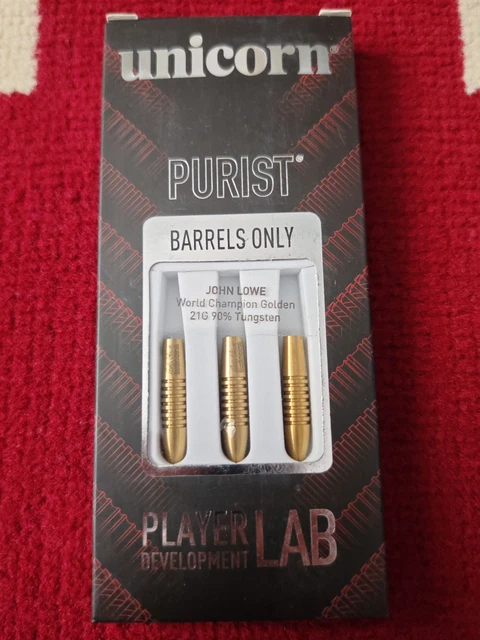 unicorn®
PURIST®
BARRELS ONLY
JOHN LOWE
World Champion Golden
21G 90% Tungsten
PLAYER
DEVELOPMENT
LAB